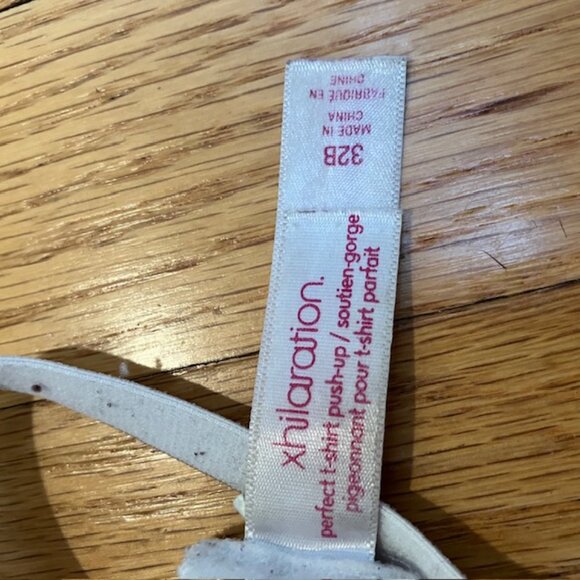 32B
MADE IN
CHINA
FABRIQUÉ EN
CHINE
xhilaration.
perfect t-shirt push-up / soutien-gorge
pigeonnant pour t-shirt parfait